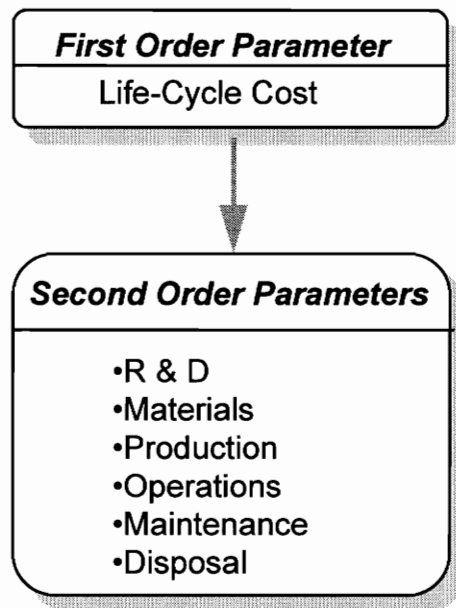 First Order Parameter
Life-Cycle Cost
Second Order Parameters
•R & D
•Materials
•Production
•Operations
•Maintenance
•Disposal